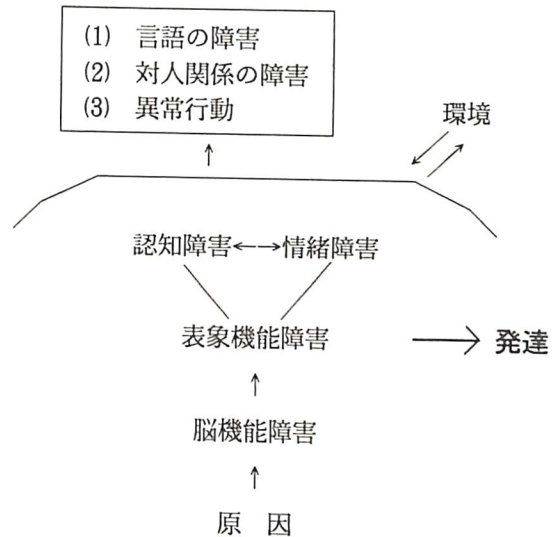 (1) 言語の障害
(2) 対人関係の障害
(3) 異常行動
環境
認知障害←→情緒障害
表象機能障害
発達
脳機能障害
原 因